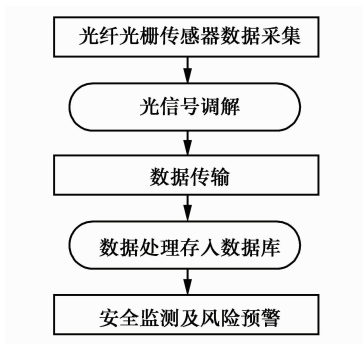 光纤光栅传感器数据采集
光信号调解
数据传输
数据处理存入数据库
安全监测及风险预警